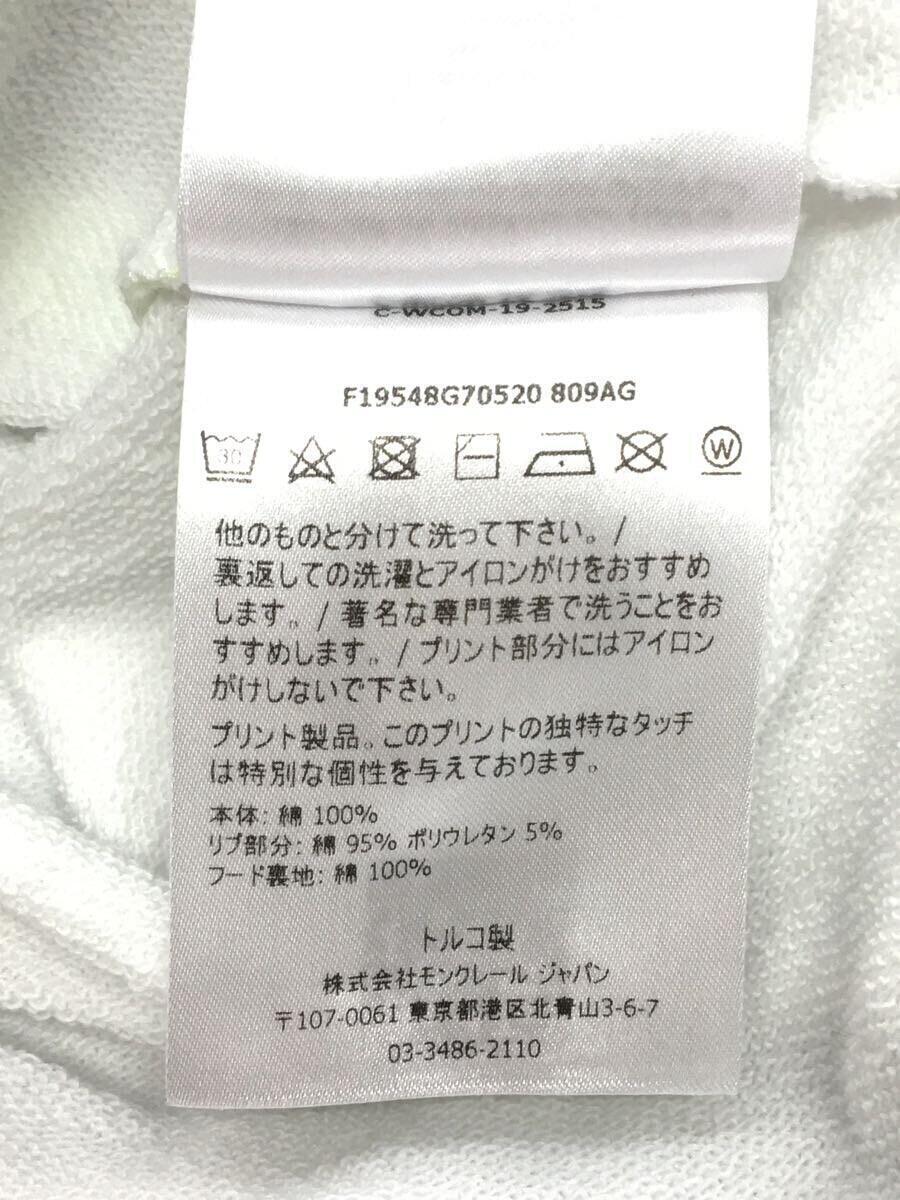 C-WCOM-19-2515
F19548G70520 809AG
30 W
他のものと分けて洗って下さい。/
裏返しての洗濯とアイロンがけをおすすめ
します。/ 著名な専門業者で洗うことをお
すすめします。/ プリント部分にはアイロン
がけしないで下さい。
プリント製品。このプリントの独特なタッチ
は特別な個性を与えております。
本体: 綿 100%
リブ部分: 綿 95% ポリウレタン 5%
フード裏地: 綿 100%
トルコ製
株式会社モンクレール ジャパン
〒107-0061 東京都港区北青山3-6-7
03-3486-2110